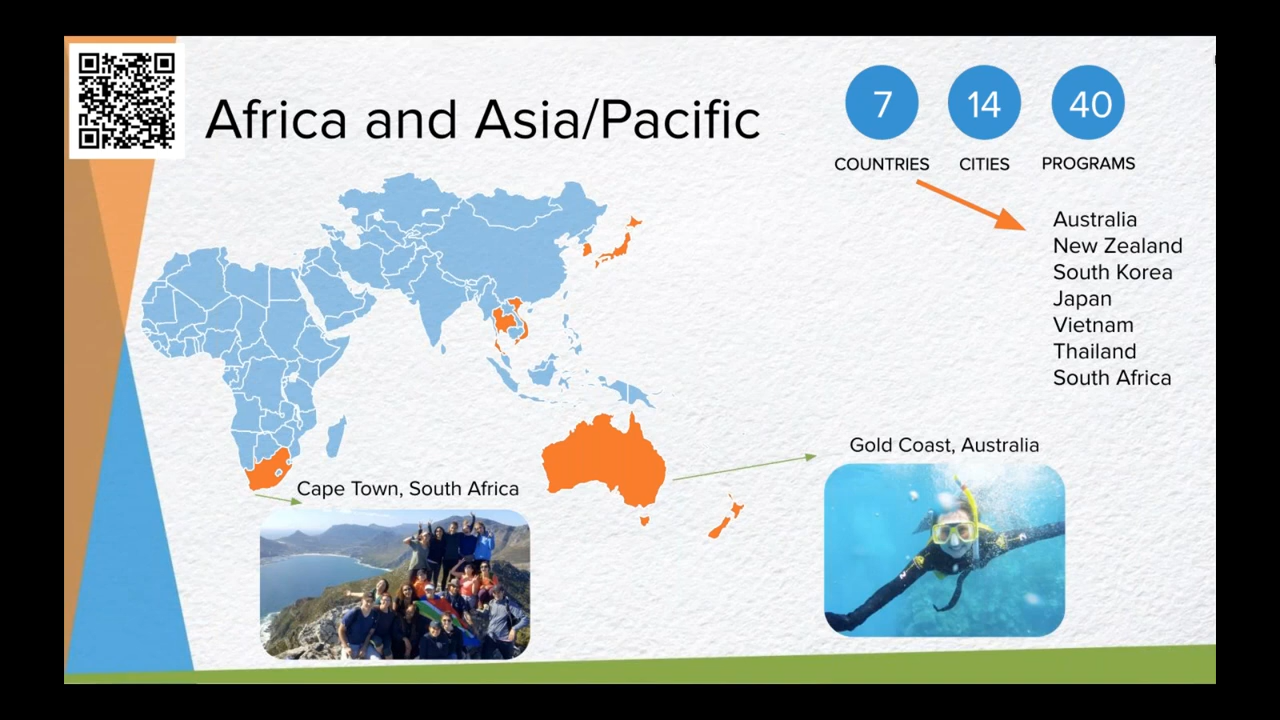 Africa and Asia/Pacific
7
14
40
COUNTRIES
CITIES
PROGRAMS
Australia
New Zealand
South Korea
Japan
Vietnam
Thailand
South Africa
Gold Coast, Australia
Cape Town, South Africa